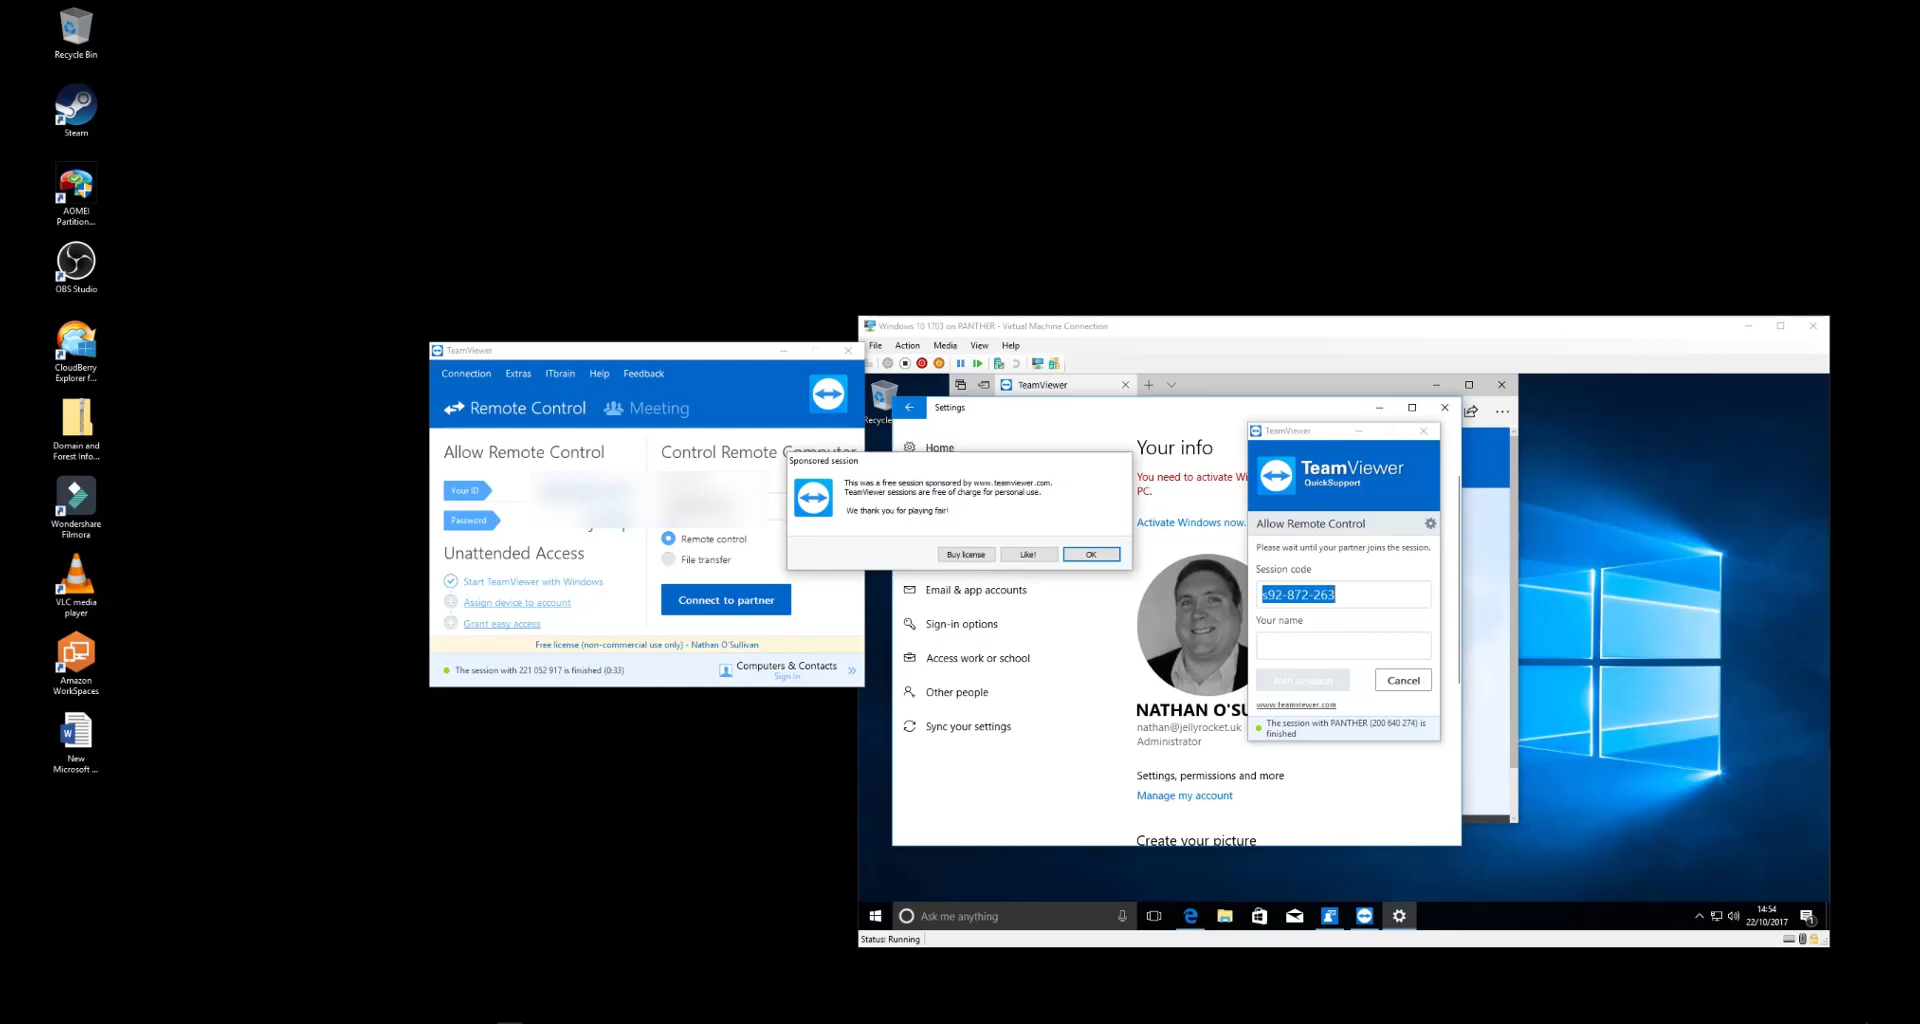 Recycle Bin
Steam
AOMEI
Partition...
OBS Studio
CloudBerry
Explorer f...
Domain and
Forest Info...
Wondershare
Filmora
VLC media
player
Amazon
WorkSpaces
New
Microsoft ...
TeamViewer
Connection Extras ITbrain Help Feedback
Remote Control Meeting
Allow Remote Control
Your ID
Password
Unattended Access
Start TeamViewer with Windows
Assign device to account
Grant easy access
Control Remote Computer
Remote control
File transfer
Connect to partner
Free license (non-commercial use only) - Nathan O'Sullivan
The session with 221 052 917 is finished (0:33)
Computers & Contacts
Sign In
Sponsored session
This was a free session sponsored by www.teamviewer.com.
TeamViewer sessions are free of charge for personal use.
We thank you for playing fair!
Buy license Like! OK
Windows 10 1703 on PANTHER - Virtual Machine Connection
File Action Media View Help
TeamViewer
Recycle
Settings
Home
Email & app accounts
Sign-in options
Access work or school
Other people
Sync your settings
Your info
You need to activate Wi
PC.
Activate Windows now.
NATHAN O'SU
nathan@jellyrocket.uk
Administrator
Settings, permissions and more
Manage my account
Create your picture
TeamViewer
TeamViewer
QuickSupport
Allow Remote Control
Please wait until your partner joins the session.
Session code
s92-872-263
Your name
Join session Cancel
www.teamviewer.com
The session with PANTHER (200 640 274) is
finished
Ask me anything
14:54
22/10/2017
Status: Running